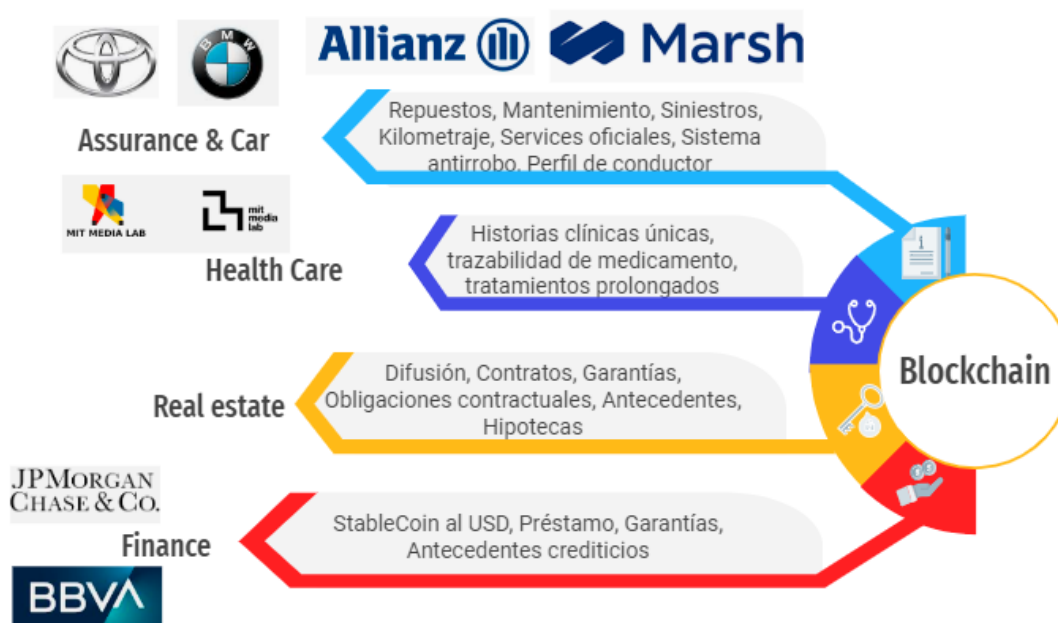 BMW
Allianz
Marsh
Assurance & Car
Repuestos, Mantenimiento, Siniestros,
Kilometraje, Services oficiales, Sistema
antirrobo, Perfil de conductor
MIT MEDIA LAB
mit
media
lab
Health Care
Historias clínicas únicas,
trazabilidad de medicamento,
tratamientos prolongados
Blockchain
Real estate
Difusión, Contratos, Garantías,
Obligaciones contractuales, Antecedentes,
Hipotecas
JPMORGAN
CHASE & CO.
Finance
StableCoin al USD, Préstamo, Garantías,
Antecedentes crediticios
BBVA